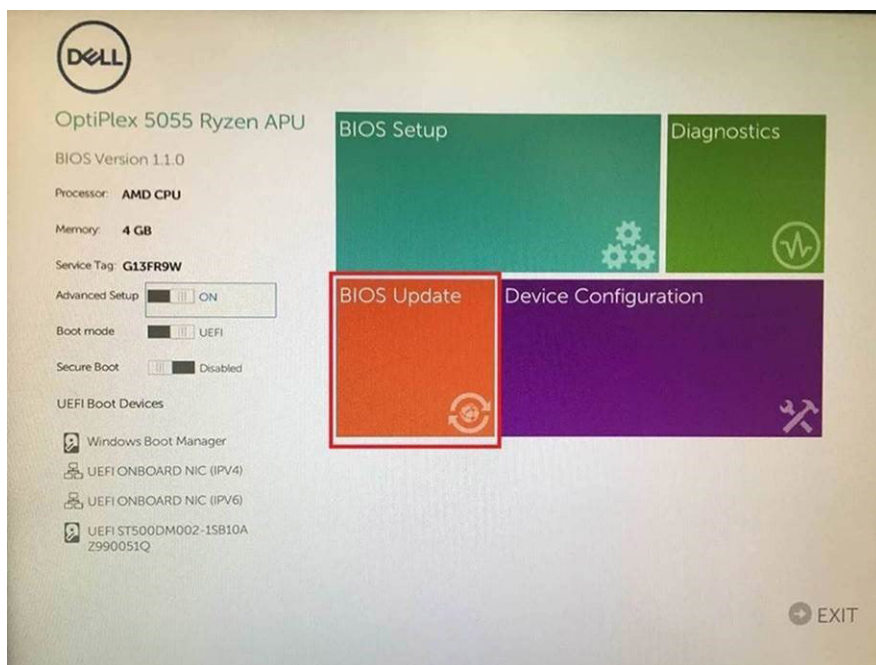 DELL
OptiPlex 5055 Ryzen APU
BIOS Version 1.1.0
Processor: AMD CPU
Memory: 4 GB
Service Tag: G13FR9W
Advanced Setup ON
Boot mode UEFI
Secure Boot Disabled
UEFI Boot Devices
Windows Boot Manager
UEFI ONBOARD NIC (IPV4)
UEFI ONBOARD NIC (IPV6)
UEFI ST500DM002-1SB10A
Z990051Q
BIOS Setup
Diagnostics
BIOS Update
Device Configuration
EXIT